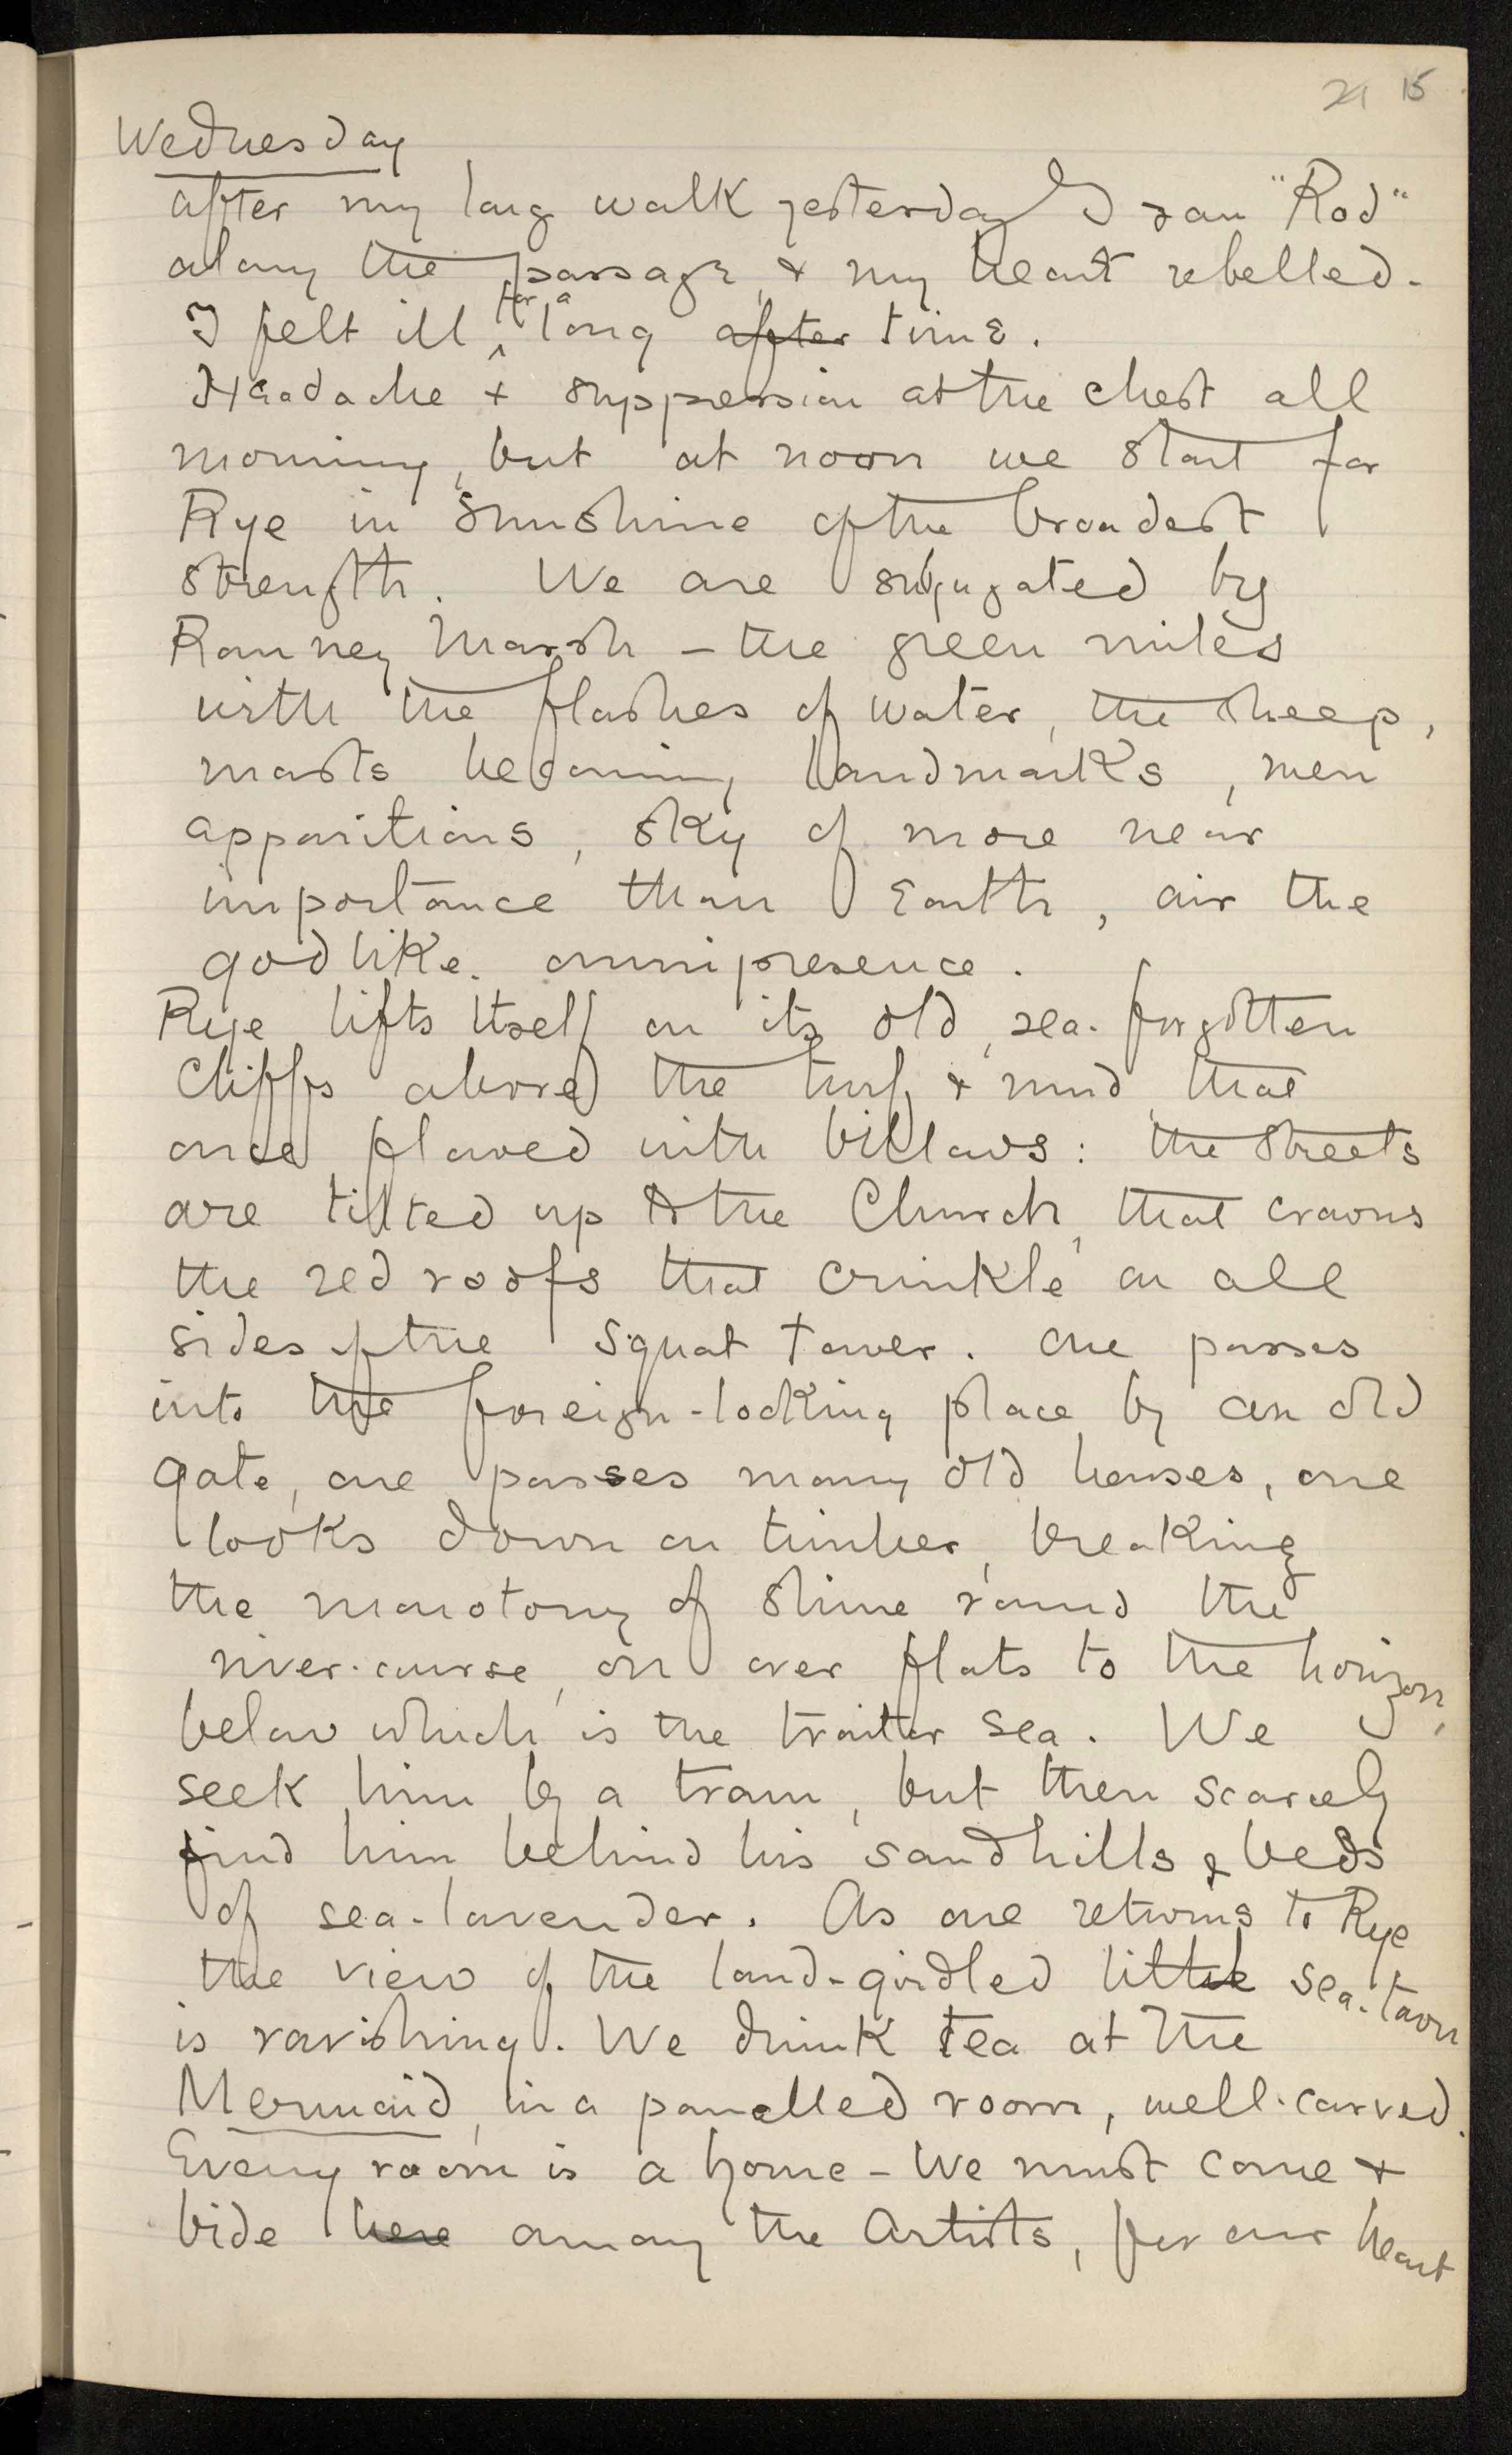 21 15
Wednesday
after my long walk yesterday I ran "Rod"
along the passage, & my heart rebelled.
for a
I felt ill, ^ long after time.
Headache + suppression at the chest all
morning, but at noon we start for
Rye in Sunshine of the broadest
strength. We are subjugated by
Romney Marsh – the green miles
with the flashes of water, the sheep,
masts becoming landmarks, men
apparitions, sky of more near
importance than Earth, air the
godlike omnipresence.
Rye lifts itself on its old, sea-forgotten
Cliffs above the turf & mud that
once flowed with billows: the streets
are tilted up to the Church, that crowns
the red roofs that crinkle on all
sides of the squat tower. One passes
into the foreign-looking place by an old
gate, one passes many old houses, one
looks down on timber, breaking
the monotony of shine round the
river-course, on over flats to the horizon,
below which is the traitor sea. We
seek him by a tram, but then scarcely
find him behind his sandhills & beds
of sea-lavender. As one returns to Rye
the view of the land-girdled little sea-town
is ravishing. We drink tea at the
Mermaid, in a panelled room, well-carved.
Every room is a home – We must come &
bide here among the Artists, for our heart